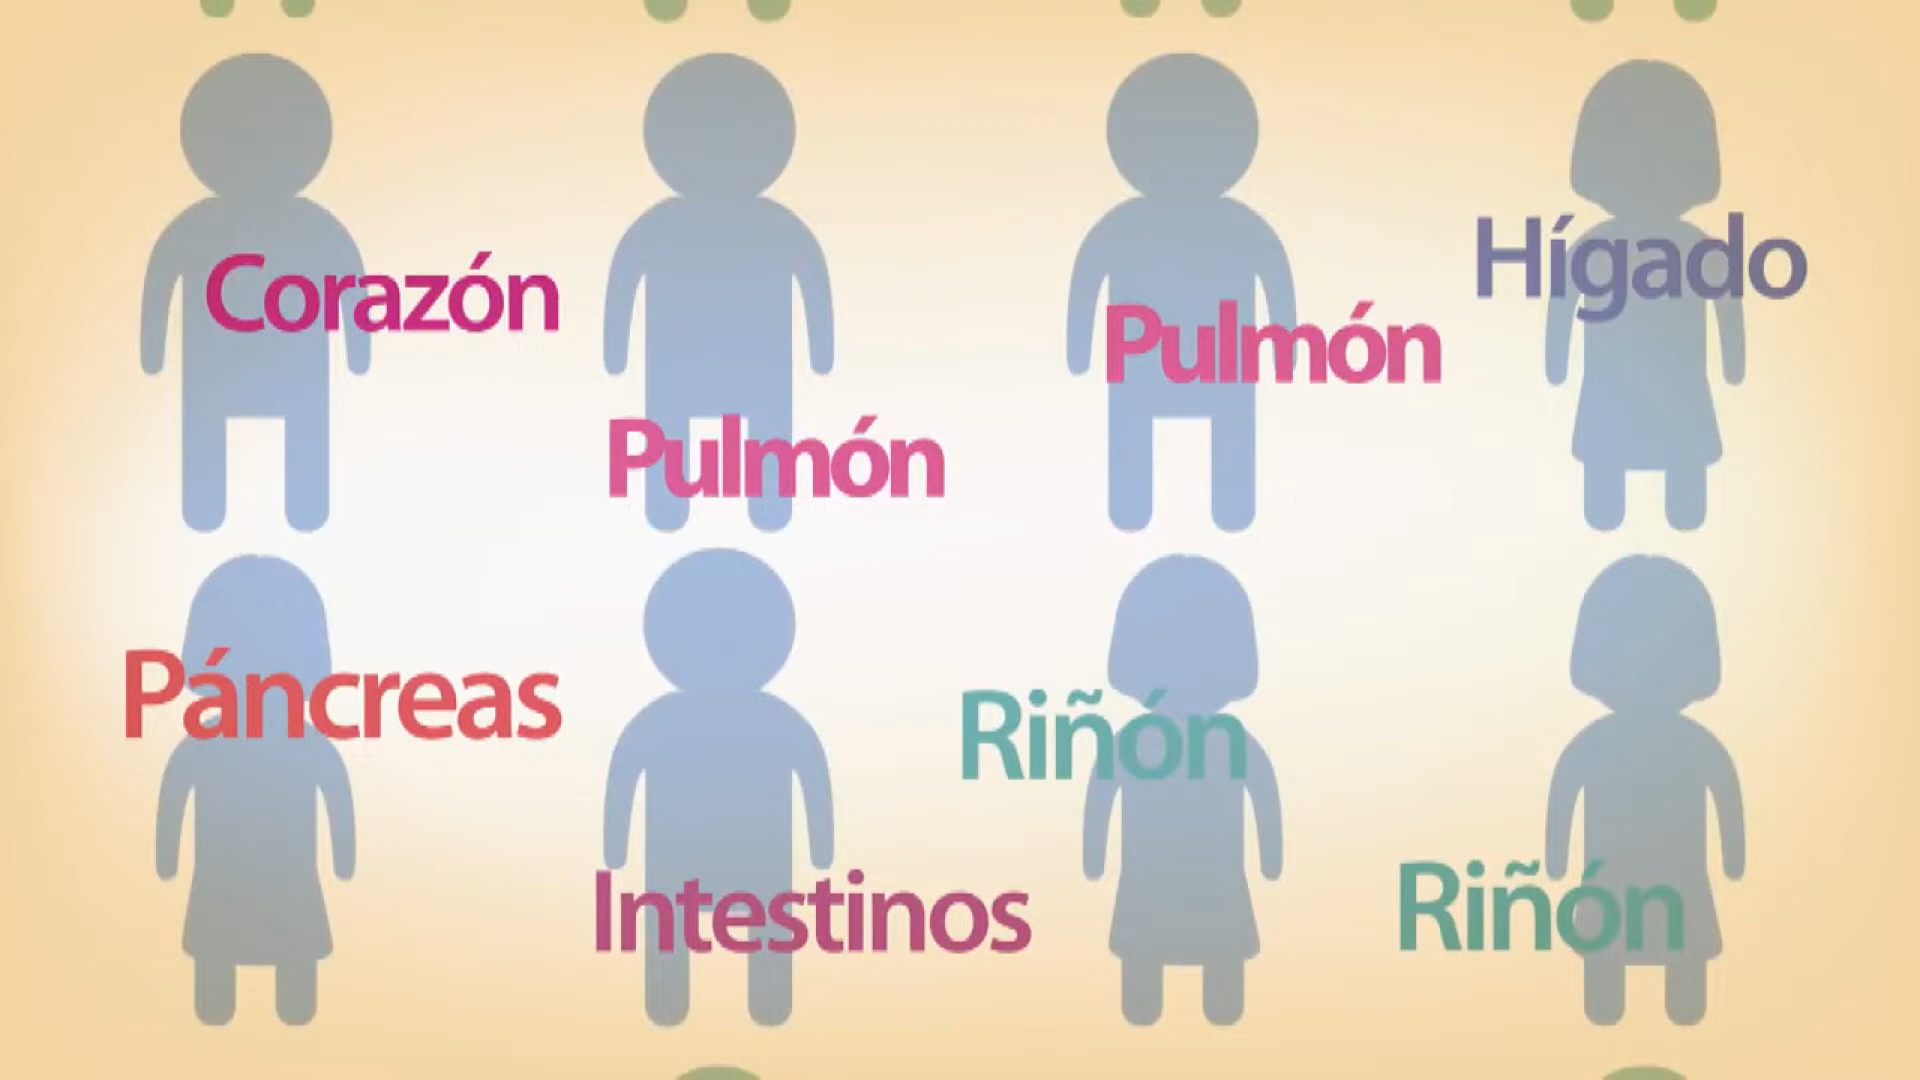 Corazón
Pulmón
Pulmón
Hígado
Páncreas
Intestinos
Riñón
Riñón